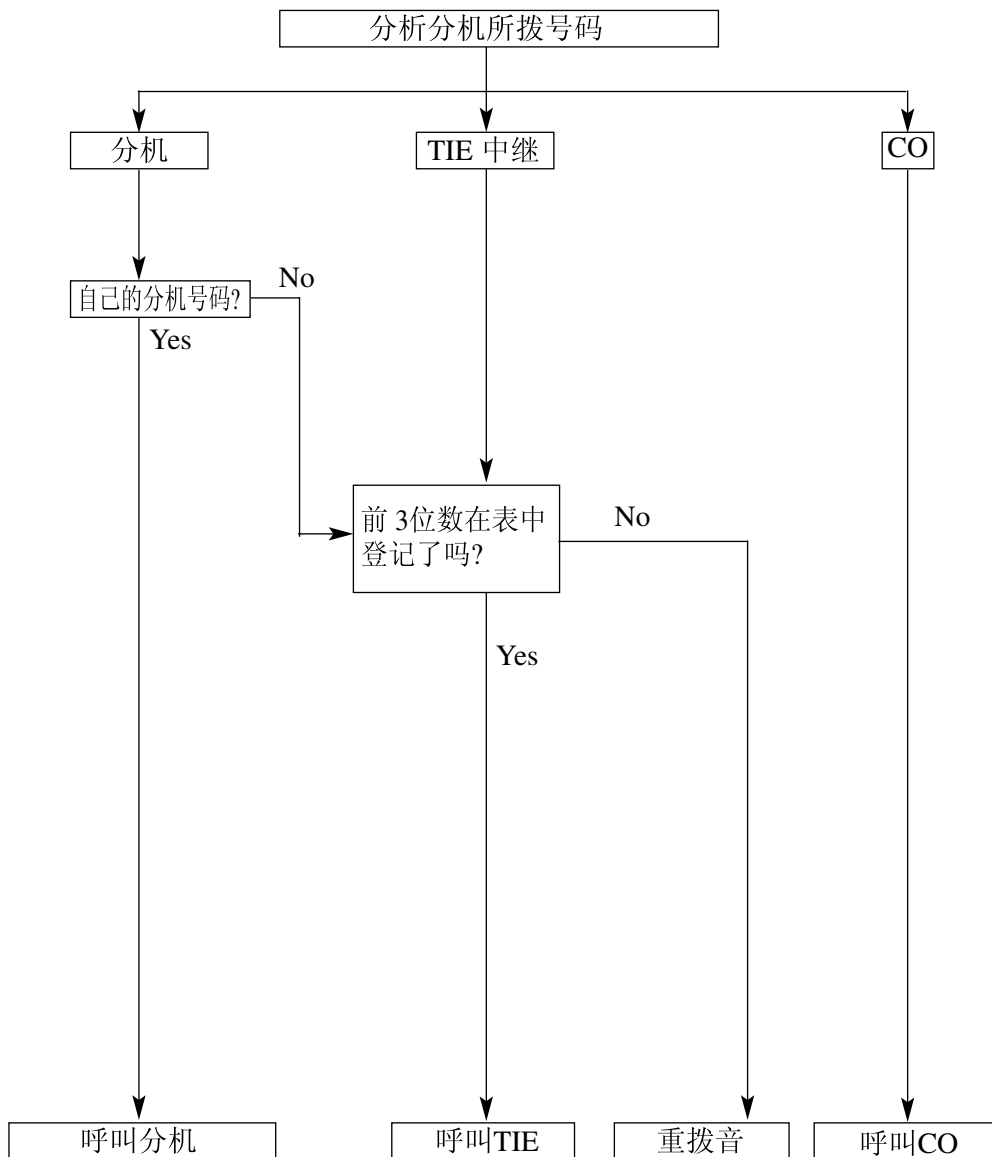 分析分机所拨号码
分机
TIE 中继
CO
自己的分机号码?
No
Yes
前 3位数在表中
登记了吗?
No
Yes
呼叫分机
呼叫TIE
重拨音
呼叫CO